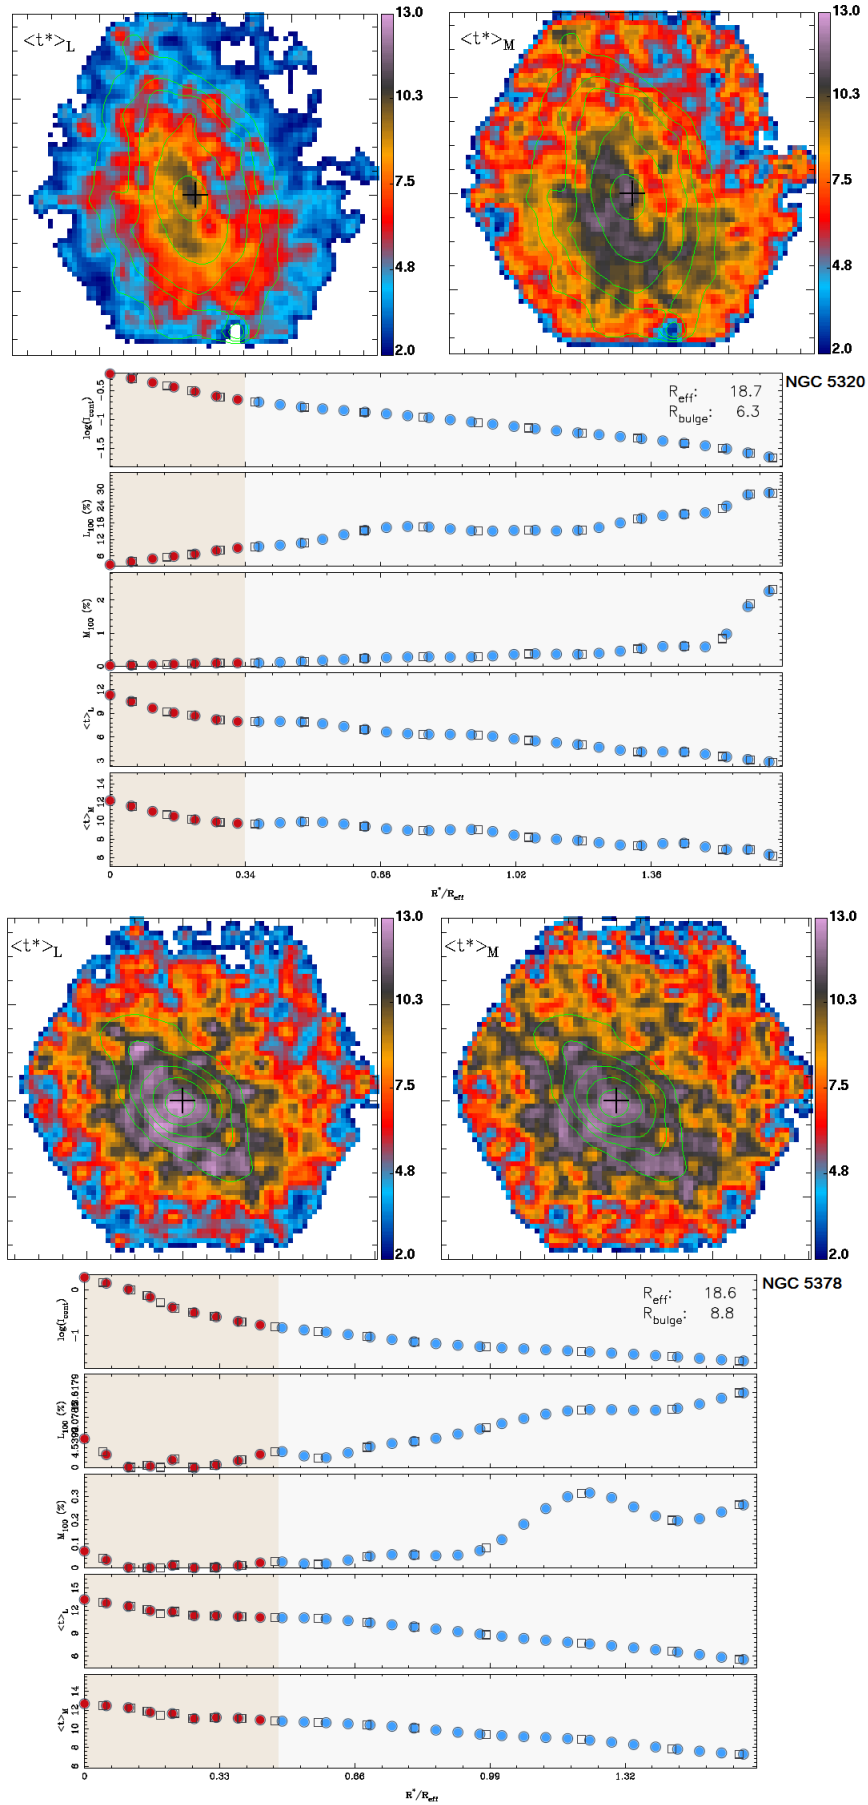 <t*>L
13.0
10.3
7.5
4.8
2.0
<t*>M
13.0
10.3
7.5
4.8
2.0
NGC 5320
Reff: 18.7
Rbulge: 6.3
log(Icont)
-0.5
-1
-1.5
L100 (%)
30
24
18
12
6
M100 (%)
2
1
0
<t>L
12
9
6
3
<t>M
14
12
10
8
6
0 0.34 0.68 1.02 1.36
R*/Reff
<t*>L
13.0
10.3
7.5
4.8
2.0
<t*>M
13.0
10.3
7.5
4.8
2.0
NGC 5378
Reff: 18.6
Rbulge: 8.8
log(Icont)
0
-1
L100 (%)
0
M100 (%)
0.3
0.2
0.1
0
<t>L
15
12
9
6
<t>M
14
12
10
8
6
0 0.33 0.66 0.99 1.32
R*/Reff